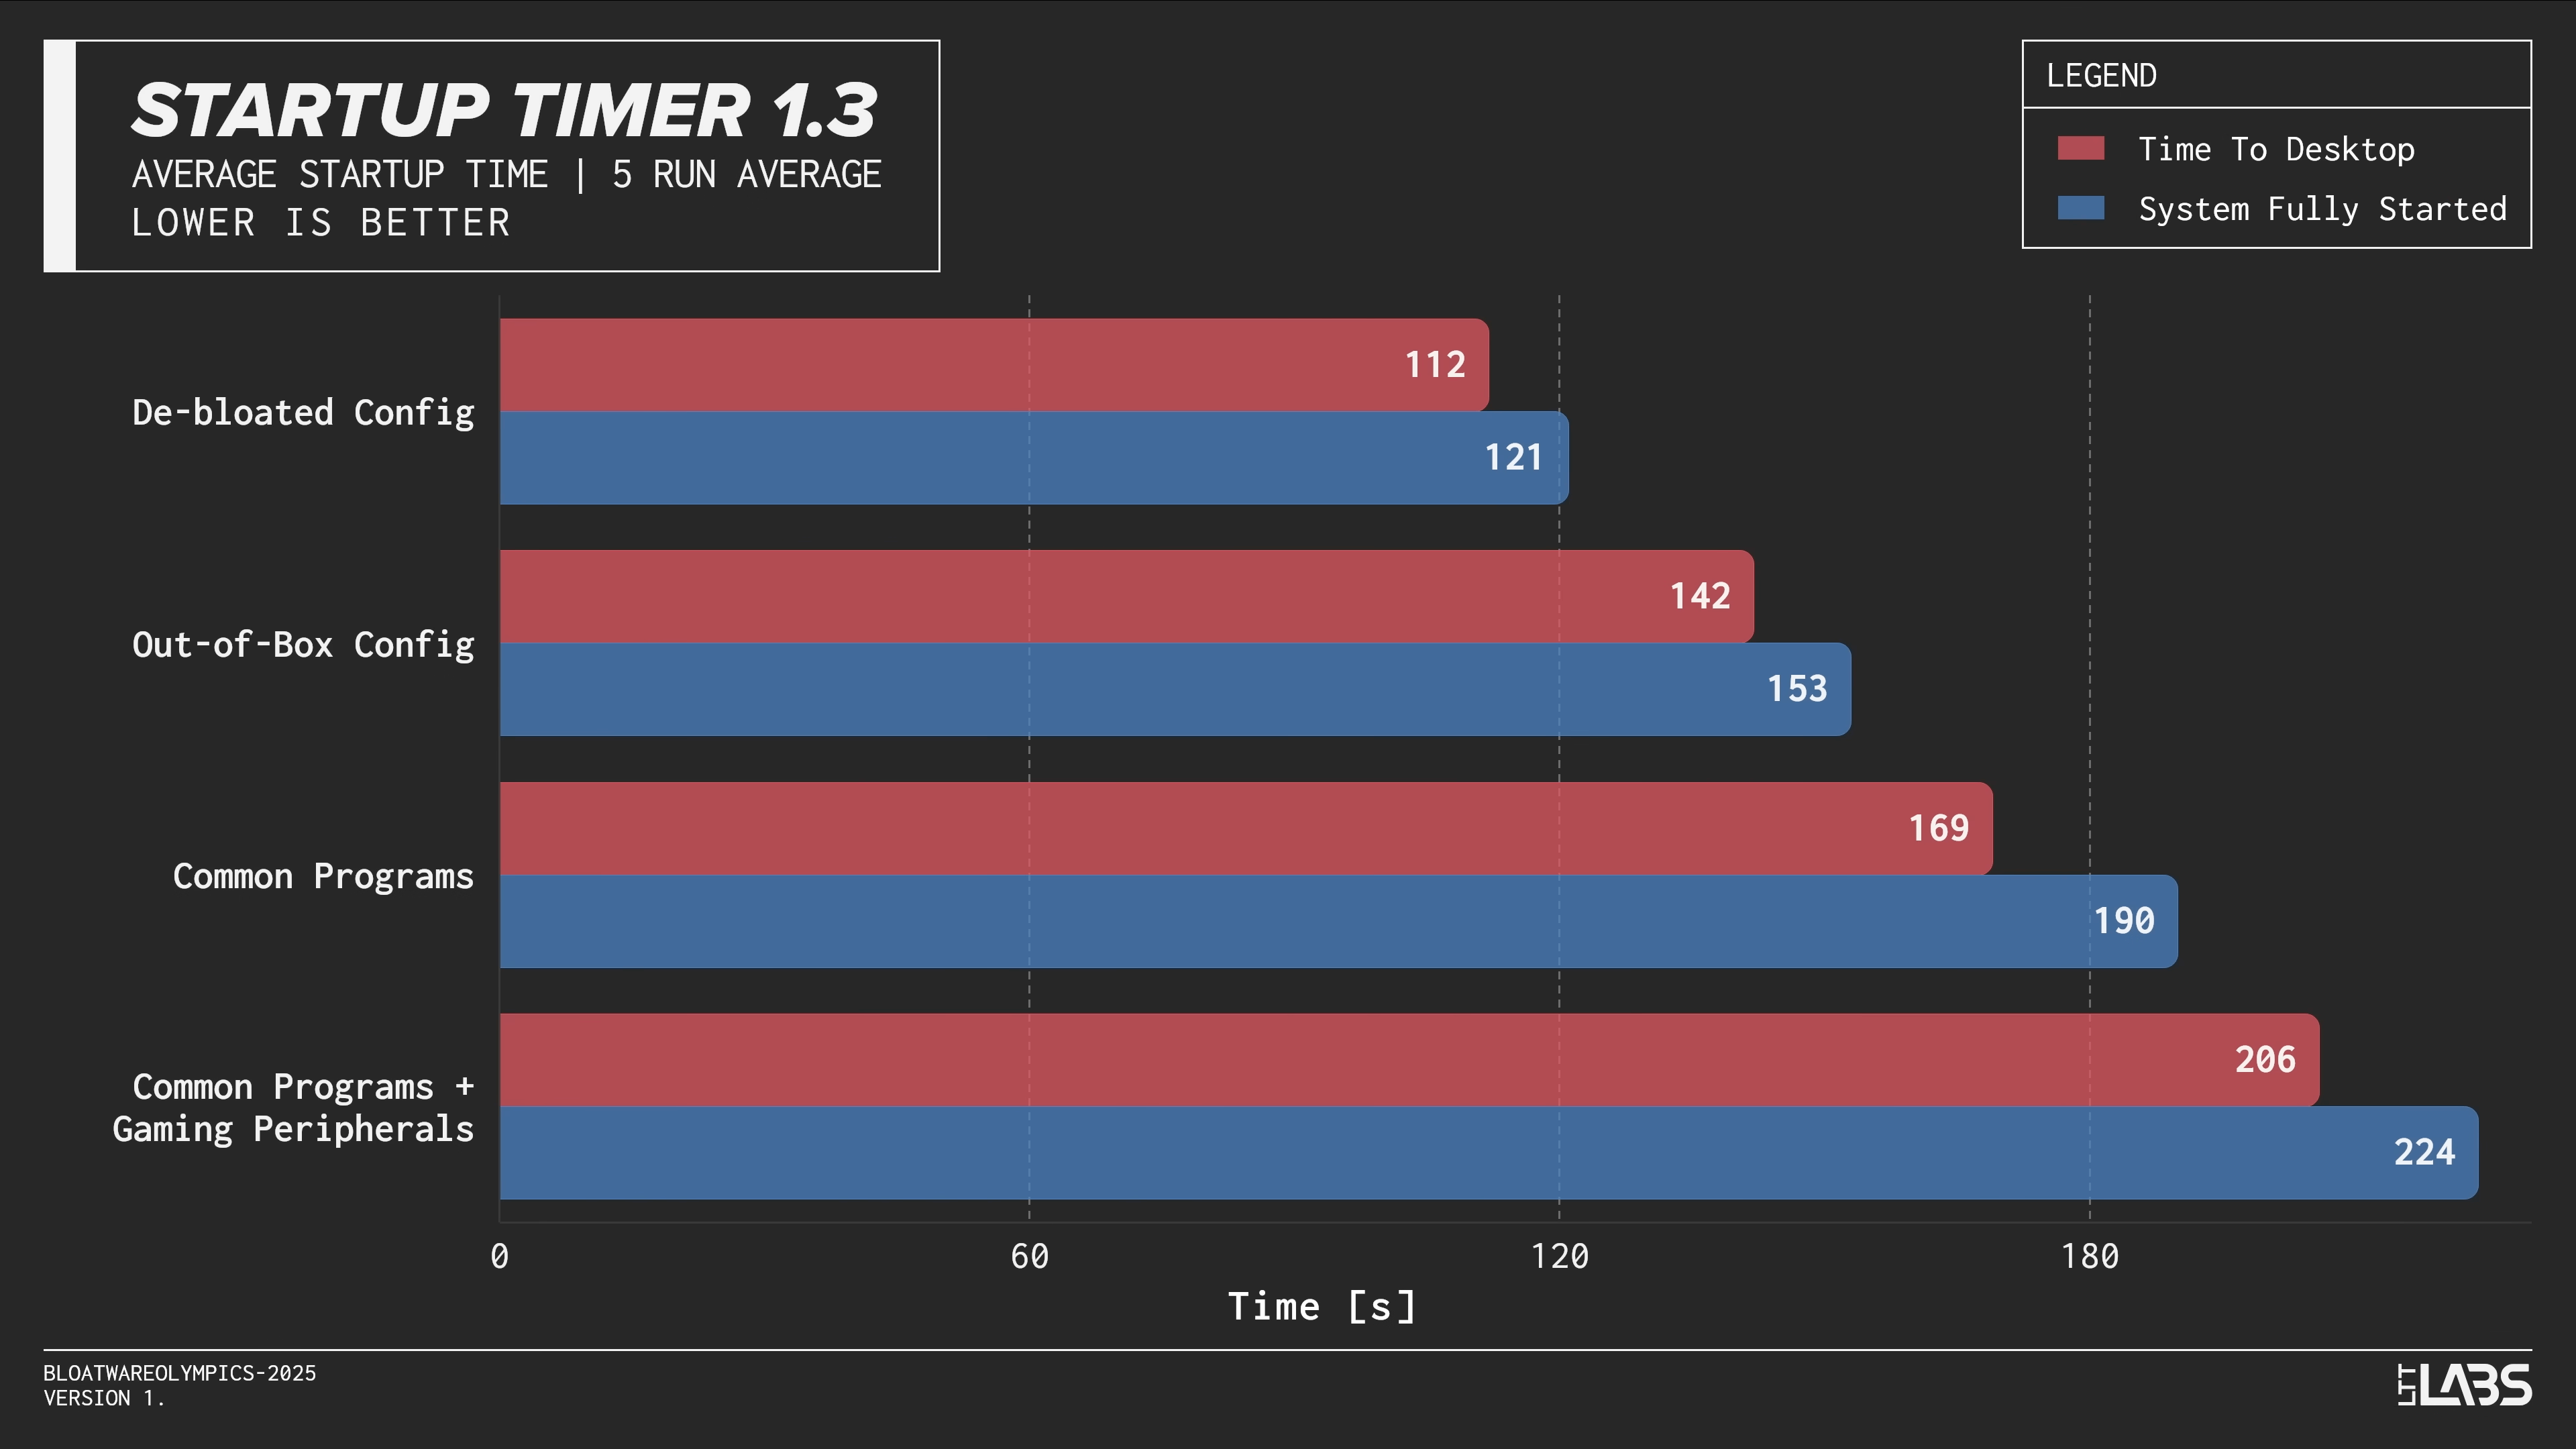 STARTUP TIMER 1.3
AVERAGE STARTUP TIME | 5 RUN AVERAGE
LOWER IS BETTER
LEGEND
Time To Desktop
System Fully Started
De-bloated Config
112
121
Out-of-Box Config
142
153
Common Programs
169
190
Common Programs +
Gaming Peripherals
206
224
0 60 120 180
Time [s]
BLOATWAREOLYMPICS-2025
VERSION 1.
LTT LABS